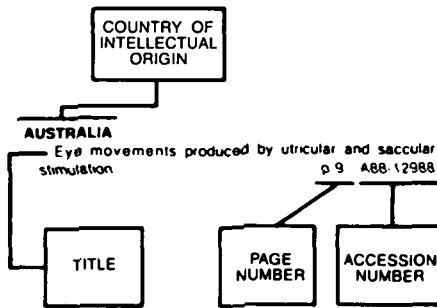 COUNTRY OF
INTELLECTUAL
ORIGIN
AUSTRALIA
Eye movements produced by utricular and saccular
stimulation
p 9 A88-12988
TITLE
PAGE
NUMBER
ACCESSION
NUMBER